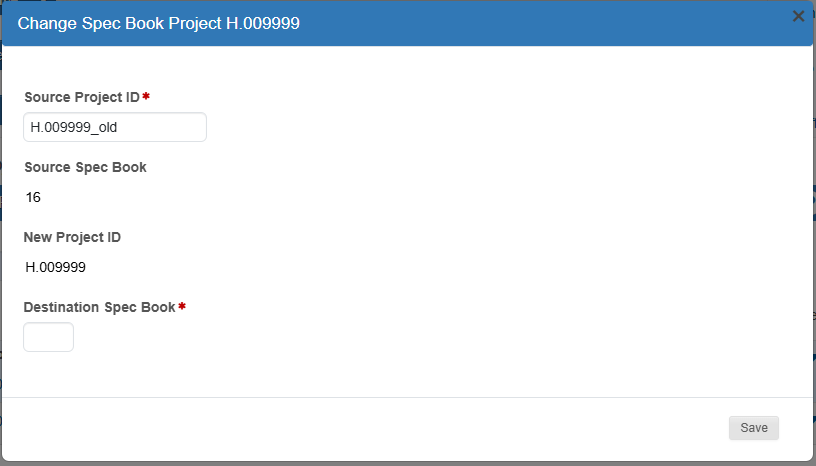 Change Spec Book Project H.009999
Source Project ID*
H.009999_old
Source Spec Book
16
New Project ID
H.009999
Destination Spec Book*
Save